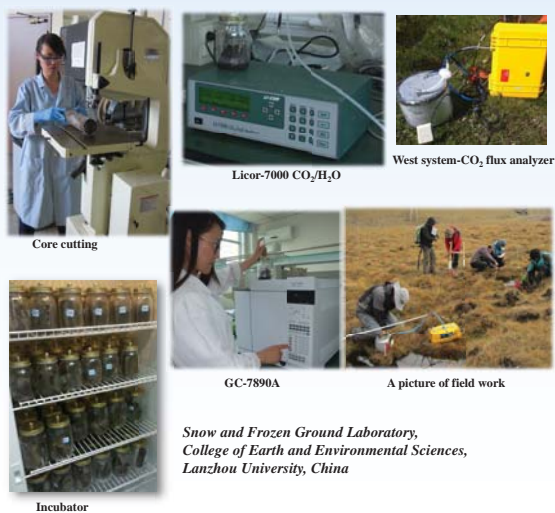 Licor-7000 CO₂/H₂O
West system-CO₂ flux analyzer
Core cutting
GC-7890A
A picture of field work
Snow and Frozen Ground Laboratory,
College of Earth and Environmental Sciences,
Lanzhou University, China
Incubator